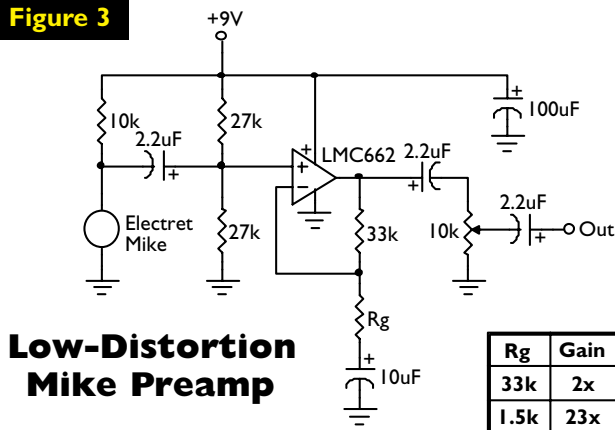 Figure 3
+9V
10k
2.2uF
+
27k
+
LMC662
2.2uF
+
100uF
+
−
+
Electret
Mike
27k
33k
10k
2.2uF
+
Out
Rg
+
10uF
Low-Distortion
Mike Preamp
Rg Gain
33k 2x
1.5k 23x